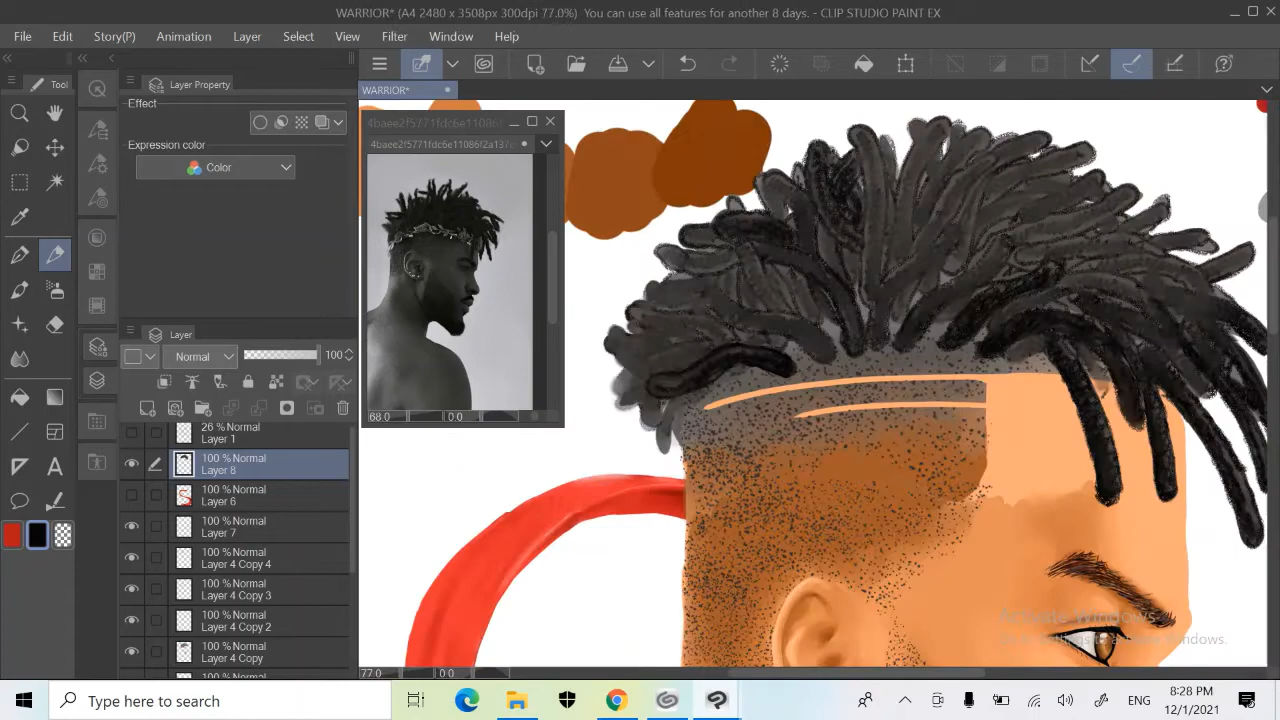 WARRIOR* (A4 2480 x 3508px 300dpi 77.0%)  You can use all features for another 8 days. - CLIP STUDIO PAINT EX
File Edit Story(P) Animation Layer Select View Filter Window Help
Tool
Layer Property
WARRIOR*
Effect
Expression color
Color
4baee2f5771fdc6e11086f
4baee2f5771fdc6e11086f2a137
68.0 0.0
Layer
Normal 100
26 %Normal
Layer 1
100 %Normal
Layer 8
100 %Normal
Layer 6
100 %Normal
Layer 7
100 %Normal
Layer 4 Copy 4
100 %Normal
Layer 4 Copy 3
100 %Normal
Layer 4 Copy 2
100 %Normal
Layer 4 Copy
Activate Windows
77.0 0.0
Type here to search
ENG
8:28 PM
12/1/2021